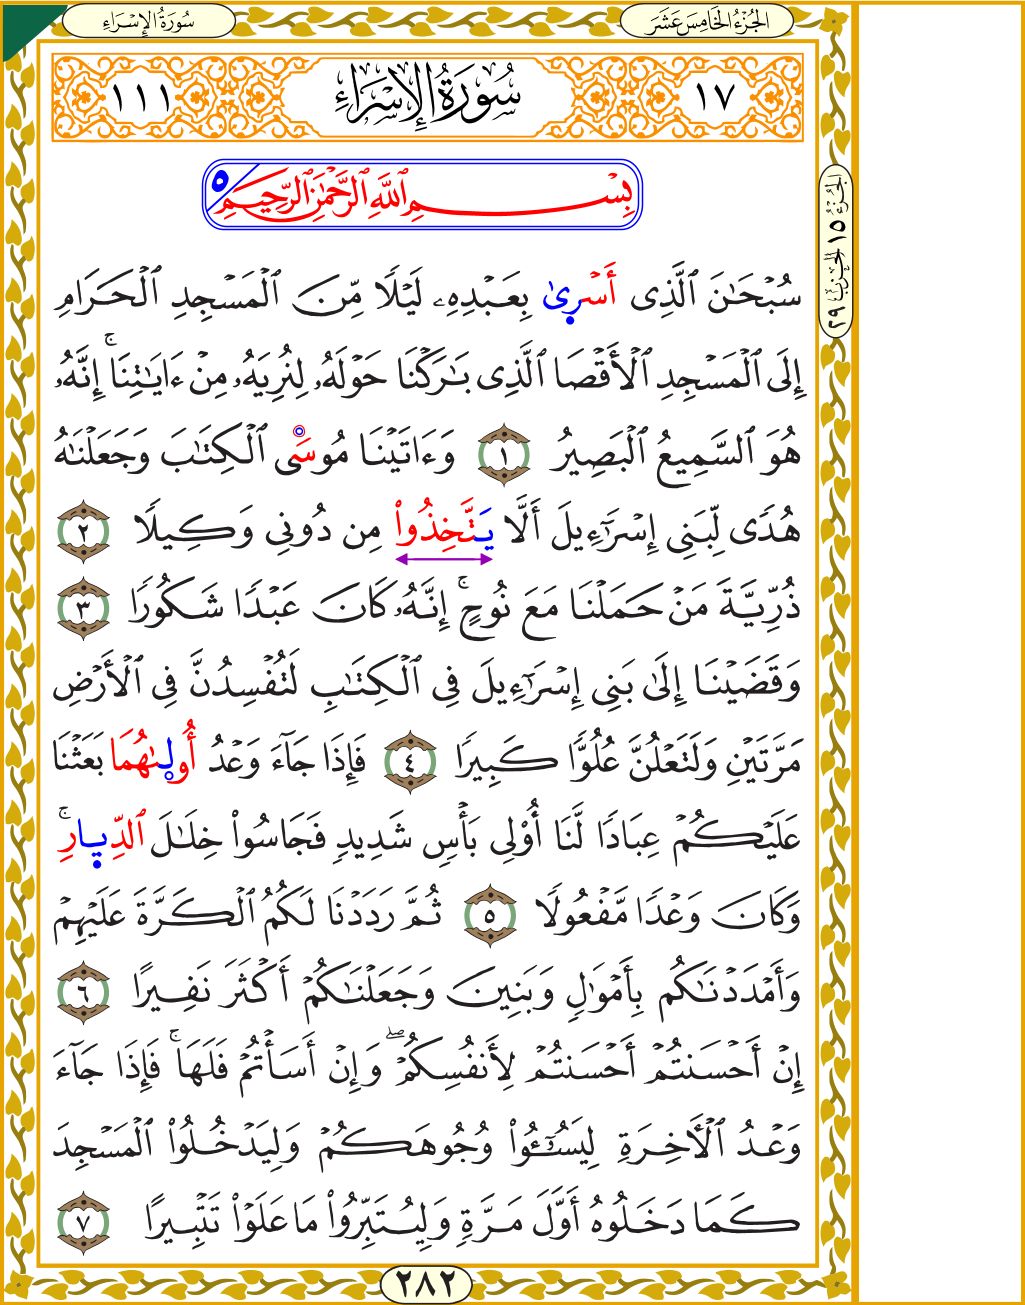 سُورَةُ الإِسْرَاءِ
الجُزْءُ الخَامِسَ عَشَرَ
١٧
سُورَةُ الإِسْرَاءِ
١١١
بِسْمِ ٱللَّهِ ٱلرَّحْمَٰنِ ٱلرَّحِيمِ ٥
سُبْحَٰنَ ٱلَّذِى أَسْرِىٰ بِعَبْدِهِۦ لَيْلًا مِّنَ ٱلْمَسْجِدِ ٱلْحَرَامِ
إِلَى ٱلْمَسْجِدِ ٱلْأَقْصَا ٱلَّذِى بَٰرَكْنَا حَوْلَهُۥ لِنُرِيَهُۥ مِنْ ءَايَٰتِنَا ۚ إِنَّهُۥ
هُوَ ٱلسَّمِيعُ ٱلْبَصِيرُ ١ وَءَاتَيْنَا مُوسَى ٱلْكِتَٰبَ وَجَعَلْنَٰهُ
هُدًى لِّبَنِى إِسْرَٰٓءِيلَ أَلَّا يَتَّخِذُوا۟ مِن دُونِى وَكِيلًا ٢
ذُرِّيَّةَ مَنْ حَمَلْنَا مَعَ نُوحٍ ۚ إِنَّهُۥ كَانَ عَبْدًا شَكُورًا ٣
وَقَضَيْنَا إِلَىٰ بَنِى إِسْرَٰٓءِيلَ فِى ٱلْكِتَٰبِ لَتُفْسِدُنَّ فِى ٱلْأَرْضِ
مَرَّتَيْنِ وَلَتَعْلُنَّ عُلُوًّا كَبِيرًا ٤ فَإِذَا جَآءَ وَعْدُ أُولِىٰهُمَا بَعَثْنَا
عَلَيْكُمْ عِبَادًا لَّنَا أُو۟لِى بَأْسٍ شَدِيدٍ فَجَاسُوا۟ خِلَٰلَ ٱلدِّيَارِ ۚ
وَكَانَ وَعْدًا مَّفْعُولًا ٥ ثُمَّ رَدَدْنَا لَكُمُ ٱلْكَرَّةَ عَلَيْهِمْ
وَأَمْدَدْنَٰكُم بِأَمْوَٰلٍ وَبَنِينَ وَجَعَلْنَٰكُمْ أَكْثَرَ نَفِيرًا ٦
إِنْ أَحْسَنتُمْ أَحْسَنتُمْ لِأَنفُسِكُمْ ۖ وَإِنْ أَسَأْتُمْ فَلَهَا ۚ فَإِذَا جَآءَ
وَعْدُ ٱلْأَخِرَةِ لِيَسُۥٓـُٔوا۟ وُجُوهَكُمْ وَلِيَدْخُلُوا۟ ٱلْمَسْجِدَ
كَمَا دَخَلُوهُ أَوَّلَ مَرَّةٍ وَلِيُتَبِّرُوا۟ مَا عَلَوْا۟ تَتْبِيرًا ٧
الجُزْءُ ١٥ الحِزْبُ ٢٩
٢٨٢